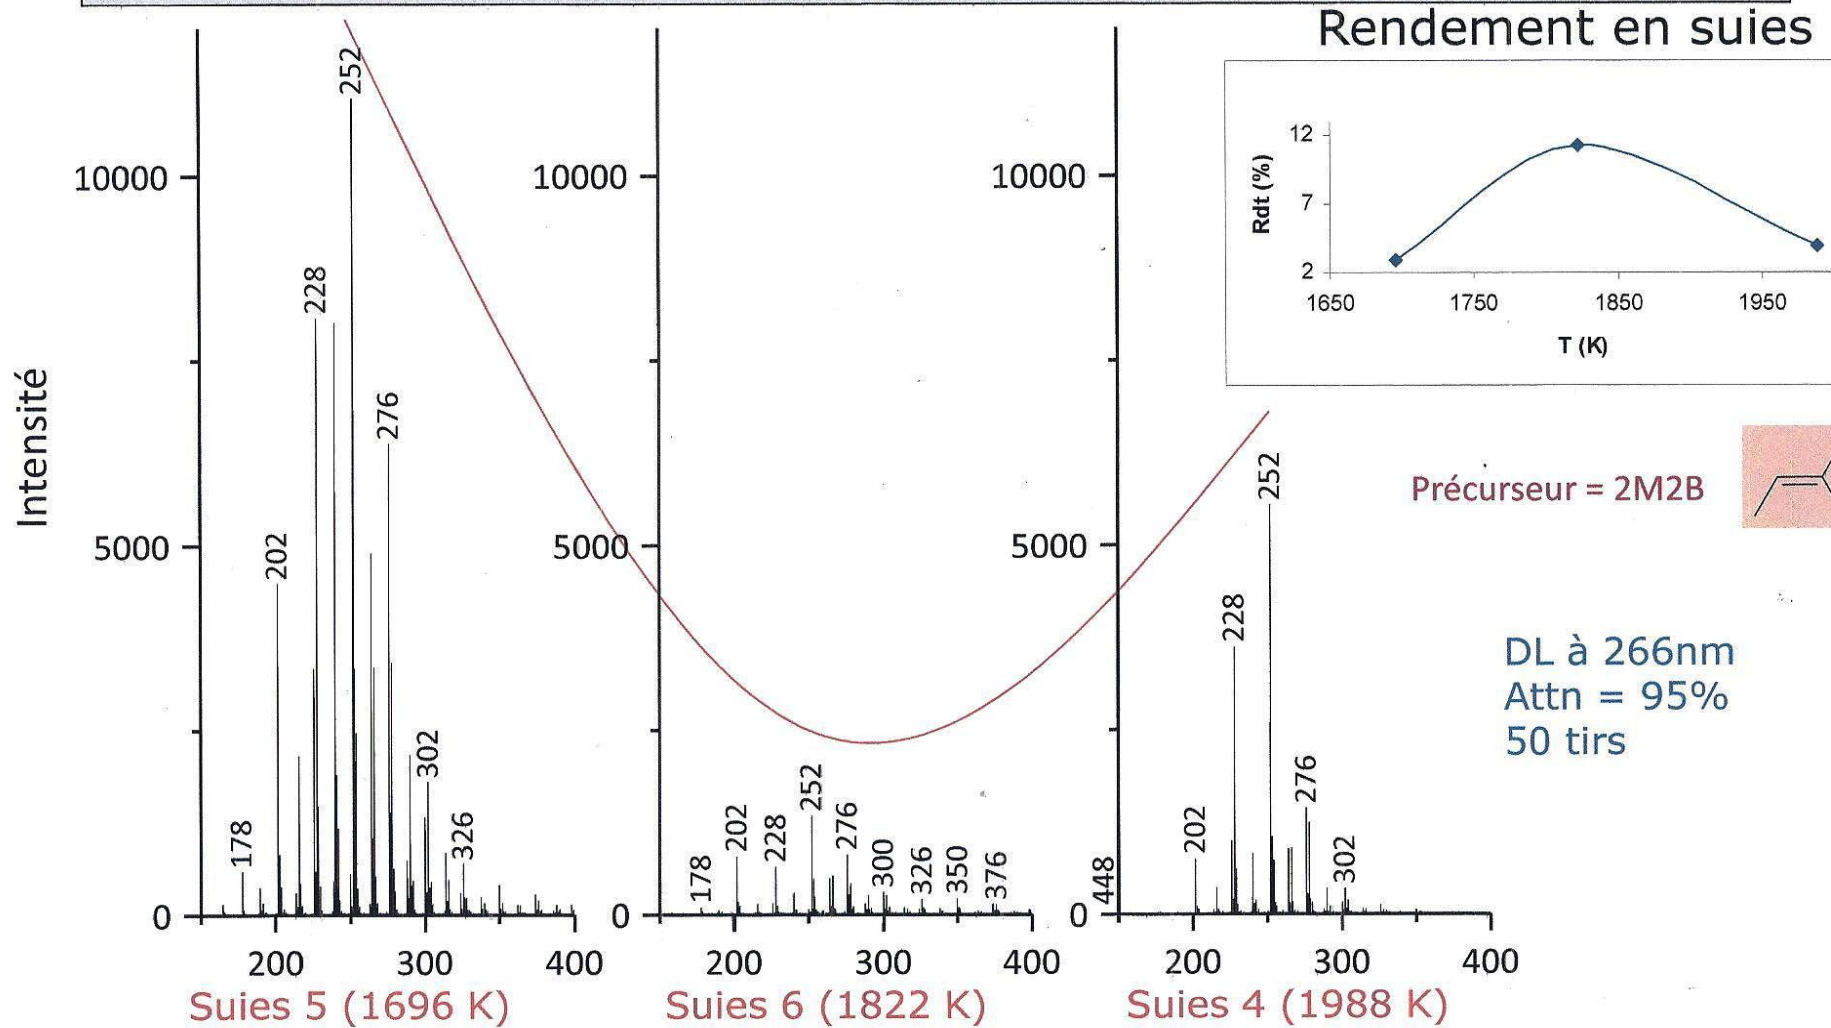 Rendement en suies
12
7
2
Rdt (%)
1650 1750 1850 1950
T (K)
Intensité
10000
5000
0
178
202
228
252
276
302
326
200 300 400
Suies 5 (1696 K)
10000
5000
0
178
202
228
252
276
300
326
350
376
448
200 300 400
Suies 6 (1822 K)
10000
5000
0
202
228
252
276
302
200 300 400
Suies 4 (1988 K)
Précurseur = 2M2B
DL à 266nm
Attn = 95%
50 tirs